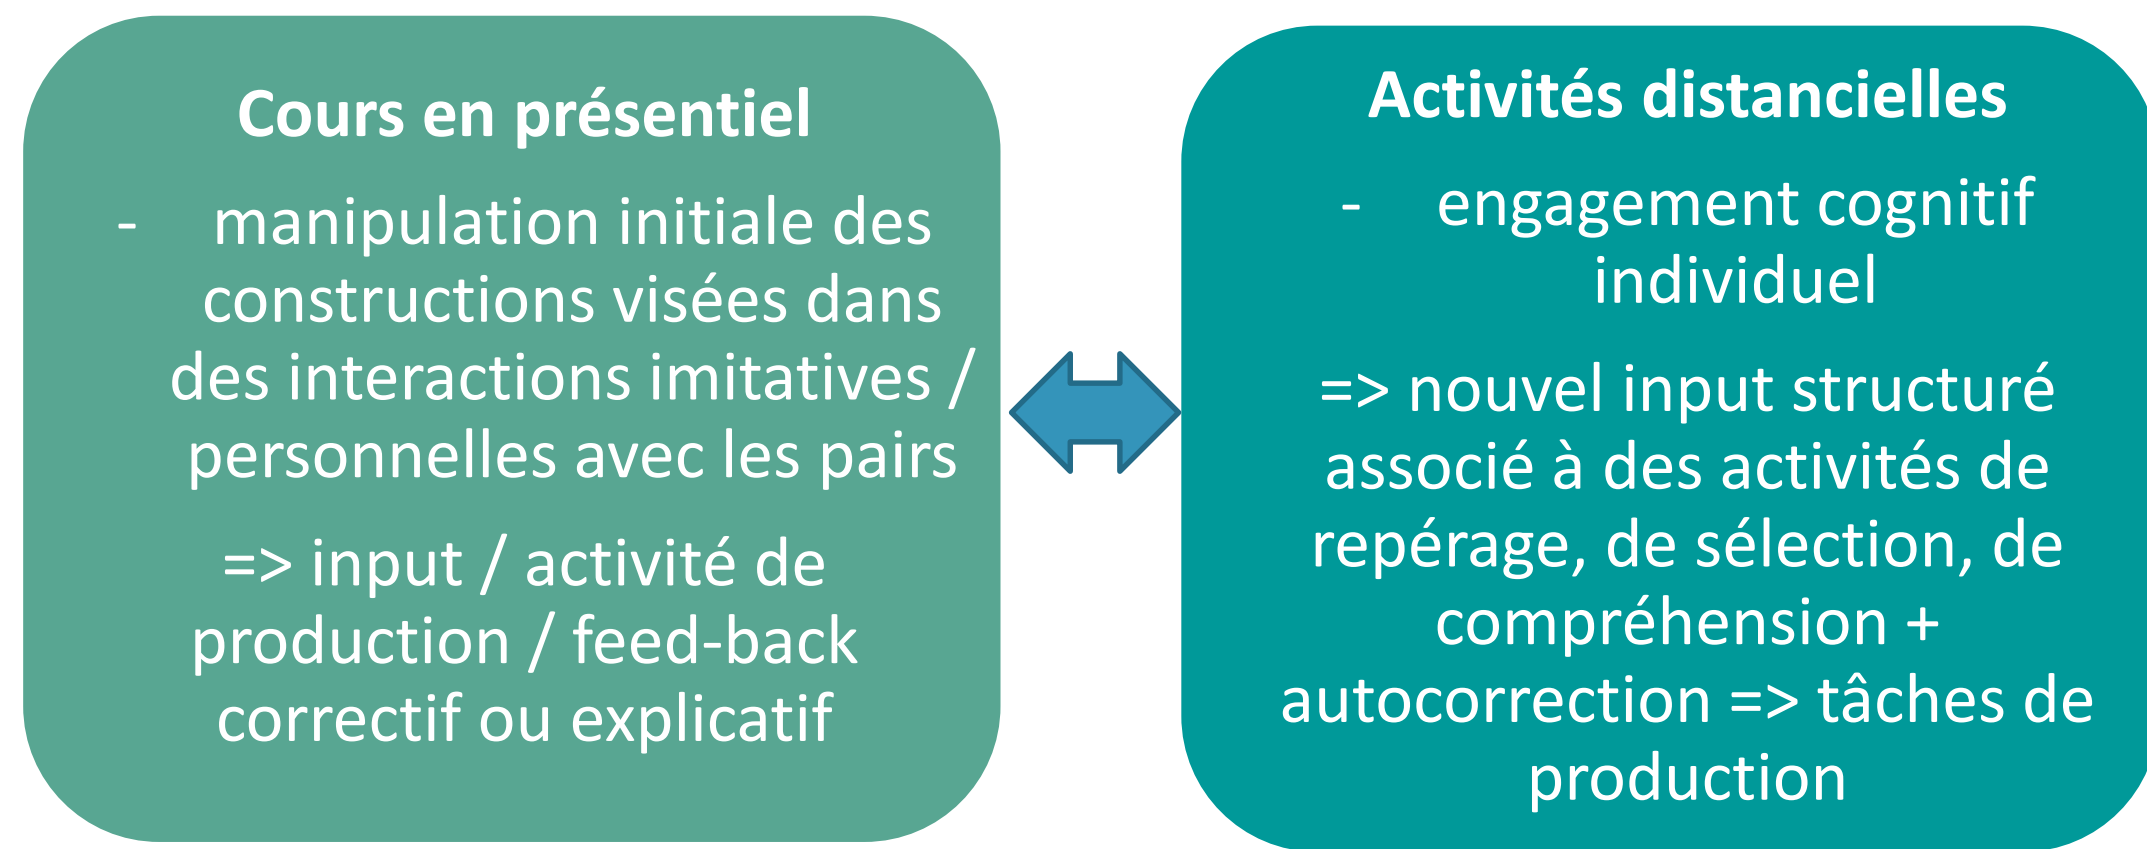 Cours en présentiel
- manipulation initiale des
constructions visées dans
des interactions imitatives /
personnelles avec les pairs
=> input / activité de
production / feed-back
correctif ou explicatif
Activités distancielles
- engagement cognitif
individuel
=> nouvel input structuré
associé à des activités de
repérage, de sélection, de
compréhension +
autocorrection => tâches de
production